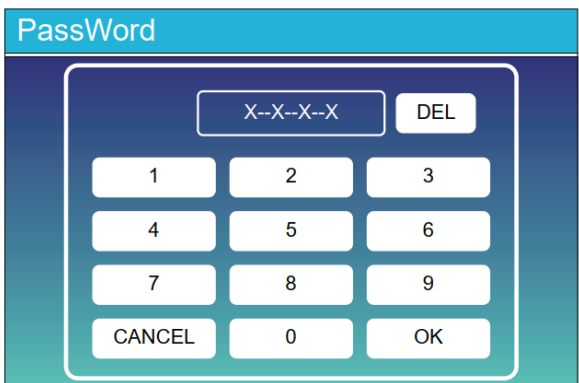 PassWord
X--X--X--X DEL
1 2 3
4 5 6
7 8 9
CANCEL 0 OK